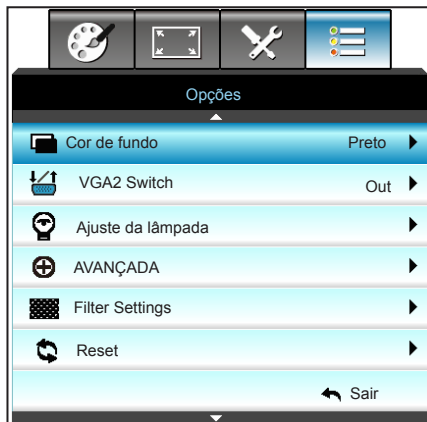 Opções
Cor de fundo Preto
VGA2 Switch Out
Ajuste da lâmpada
AVANÇADA
Filter Settings
Reset
Sair